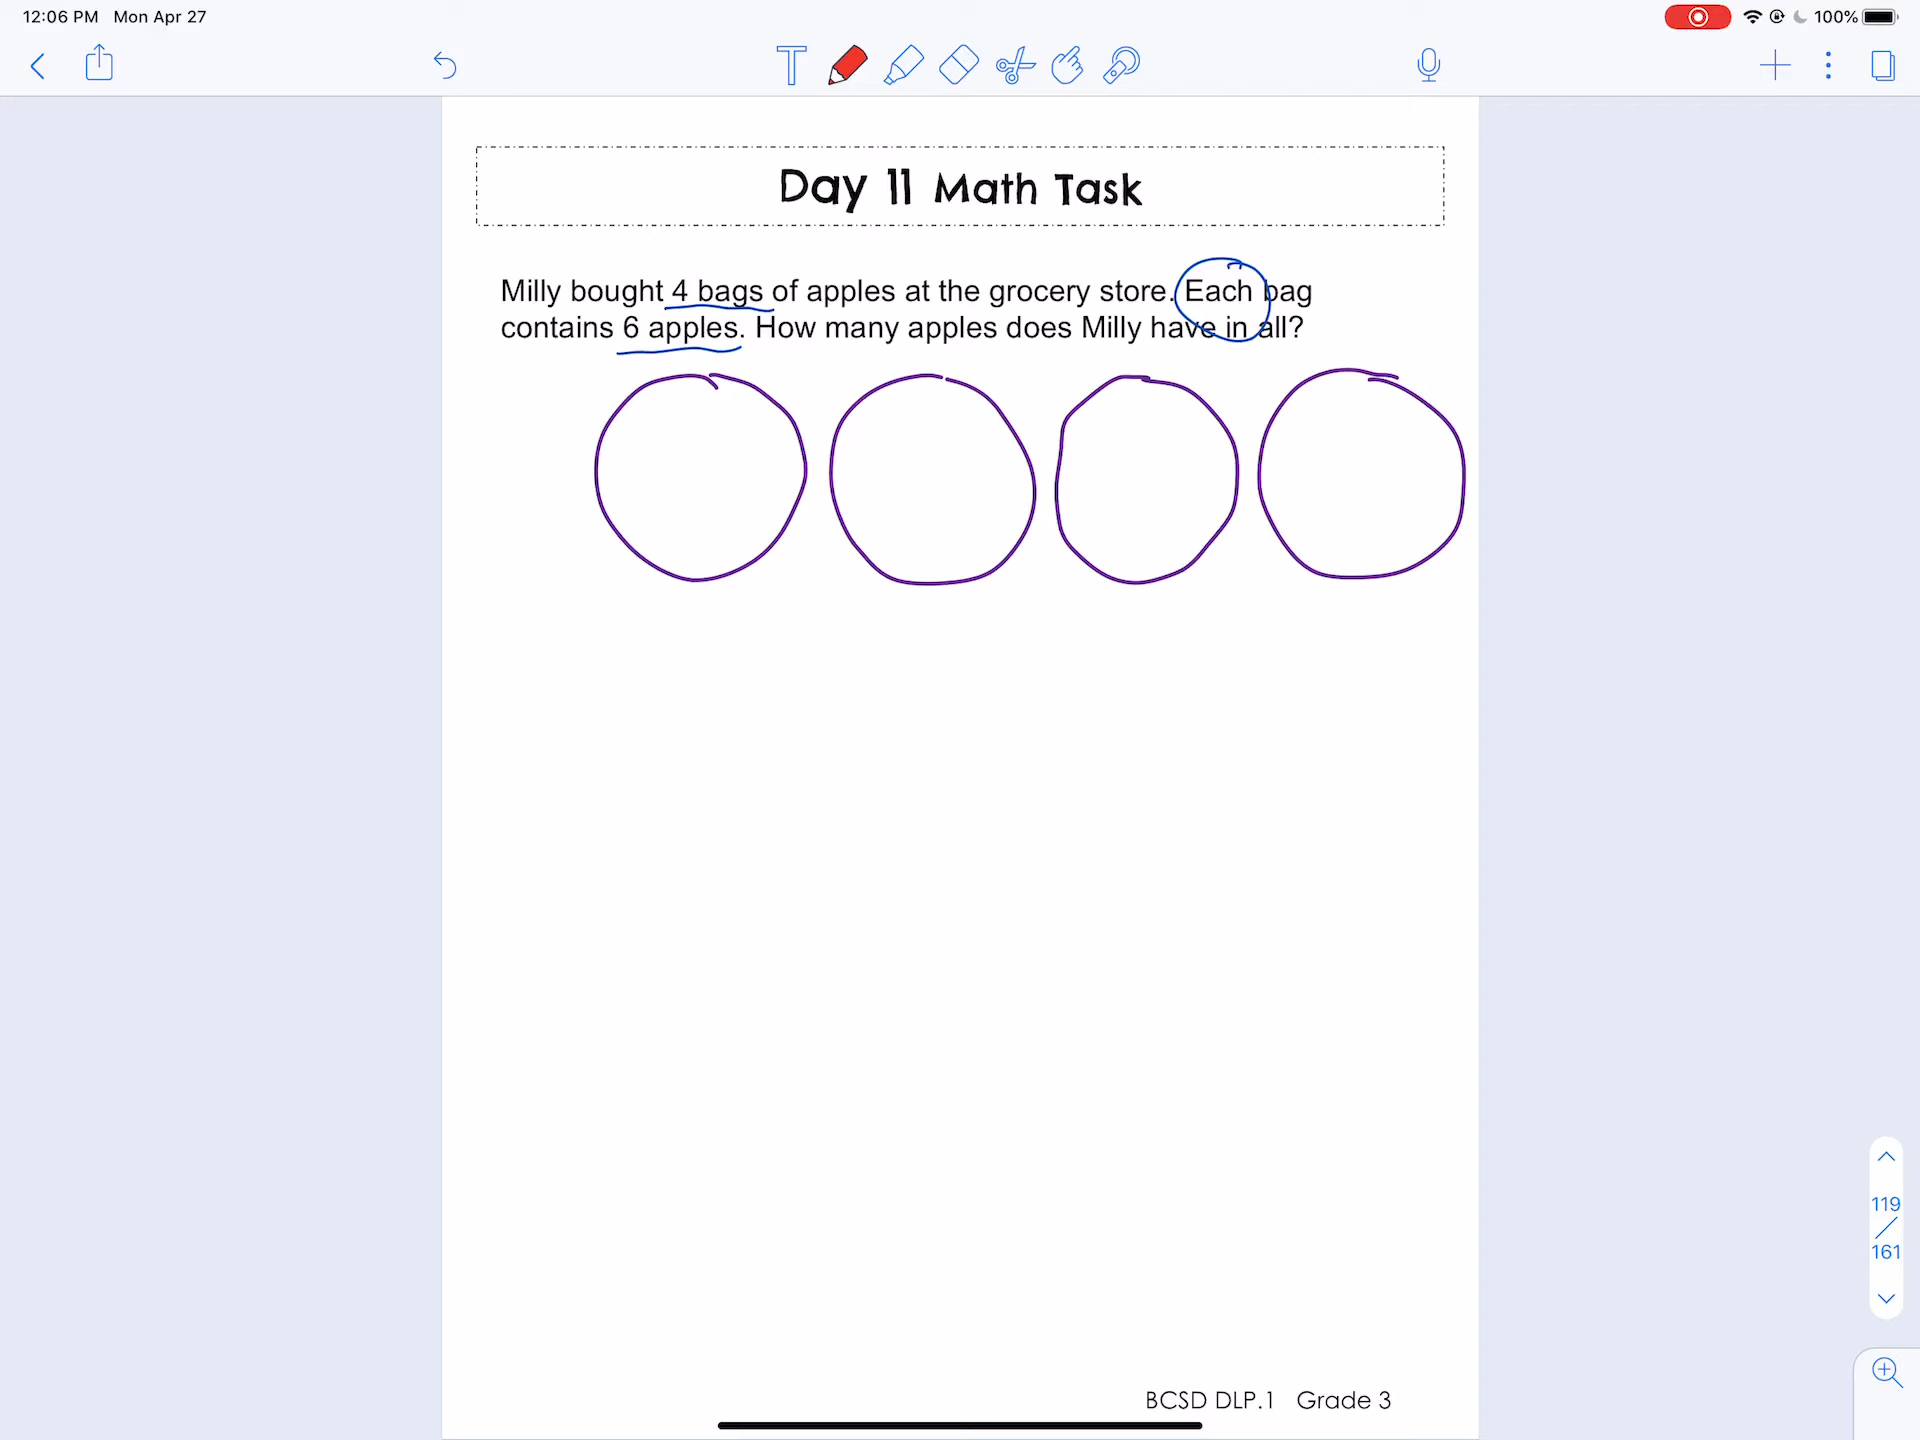 12:06 PM Mon Apr 27
100%
Day 11 Math Task
Milly bought 4 bags of apples at the grocery store. Each bag
contains 6 apples. How many apples does Milly have in all?
119
/
161
BCSD DLP.1 Grade 3